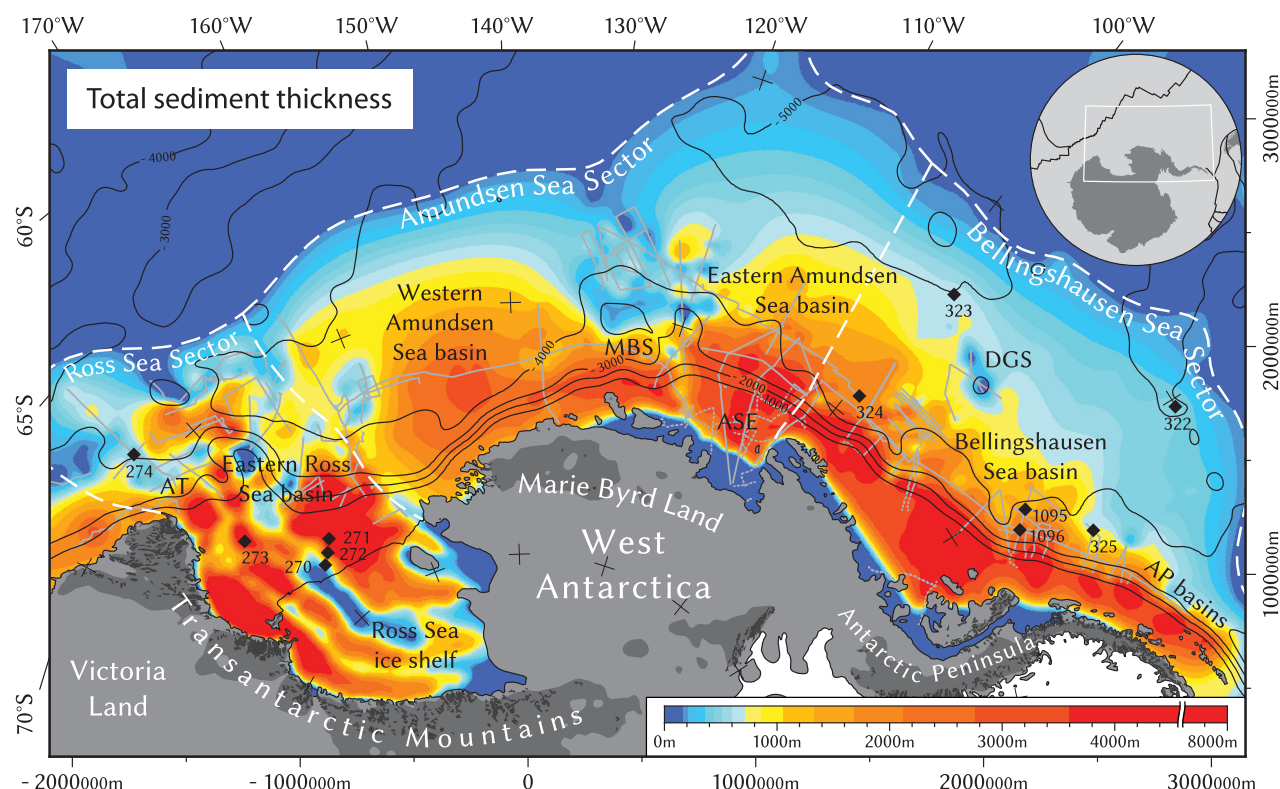 170°W 160°W 150°W 140°W 130°W 120°W 110°W 100°W
Total sediment thickness
60°S
65°S
70°S
3000000m
2000000m
1000000m
- 4000
- 3000
- 5000
Amundsen Sea Sector
Bellingshausen Sea Sector
Ross Sea Sector
Western
Amundsen
Sea basin
Eastern Amundsen
Sea basin
323
MBS
DGS
- 4000
- 3000
- 2000
- 1000
324
322
ASE
Bellingshausen
Sea basin
274
AT
Eastern Ross
Sea basin
1095
1096
325
271
272
270
273
Marie Byrd Land
West
Antarctica
AP basins
Antarctic Peninsula
Ross Sea
ice shelf
Victoria
Land
Transantarctic Mountains
0m 1000m 2000m 3000m 4000m 8000m
- 2000000m - 1000000m 0 1000000m 2000000m 3000000m